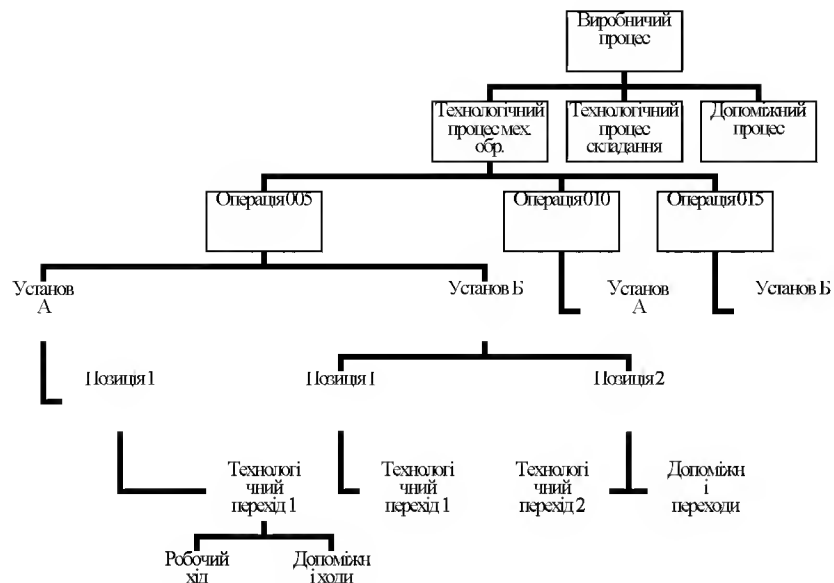 Виробничий
процес
Технологічний
процес мех.
обр.
Технологічний
процес
складання
Допоміжний
процес
Операція 005
Операція 010
Операція 015
Установ
А
Установ Б
Установ
А
Установ Б
Позиція 1
Позиція 1
Позиція 2
Технологі
чний
перехід 1
Технологі
чний
перехід 1
Технологі
чний
перехід 2
Допоміжн
і
переходи
Робочий
хід
Допоміжн
і ходи